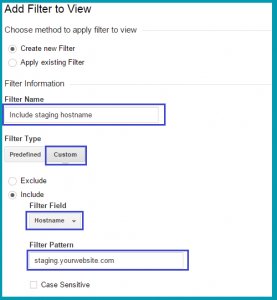 Add Filter to View
Choose method to apply filter to view
Create new Filter
Apply existing Filter
Filter Information
Filter Name
Include staging hostname
Filter Type
Predefined Custom
Exclude
Include
Filter Field
Hostname
Filter Pattern
staging.yourwebsite.com
Case Sensitive